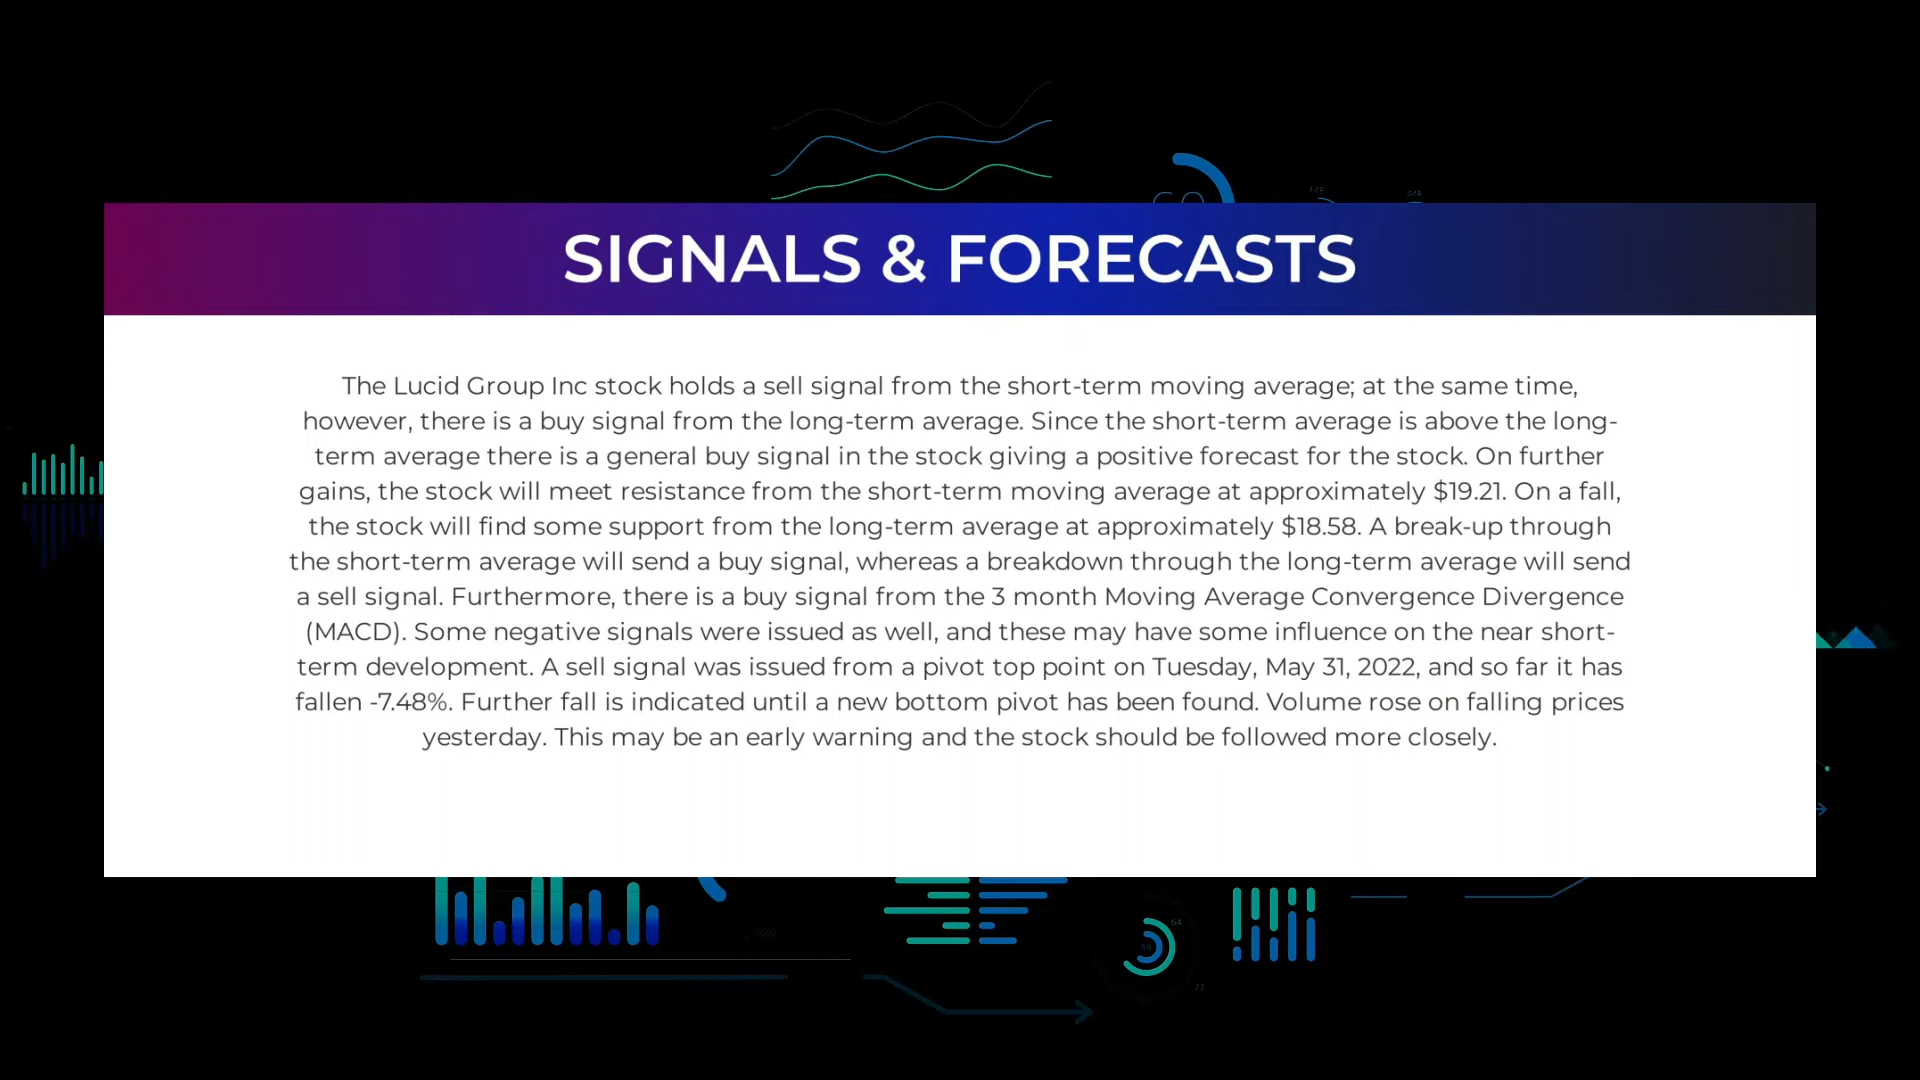 SIGNALS & FORECASTS
The Lucid Group Inc stock holds a sell signal from the short-term moving average; at the same time,
however, there is a buy signal from the long-term average. Since the short-term average is above the long-
term average there is a general buy signal in the stock giving a positive forecast for the stock. On further
gains, the stock will meet resistance from the short-term moving average at approximately $19.21. On a fall,
the stock will find some support from the long-term average at approximately $18.58. A break-up through
the short-term average will send a buy signal, whereas a breakdown through the long-term average will send
a sell signal. Furthermore, there is a buy signal from the 3 month Moving Average Convergence Divergence
(MACD). Some negative signals were issued as well, and these may have some influence on the near short-
term development. A sell signal was issued from a pivot top point on Tuesday, May 31, 2022, and so far it has
fallen -7.48%. Further fall is indicated until a new bottom pivot has been found. Volume rose on falling prices
yesterday. This may be an early warning and the stock should be followed more closely.
64